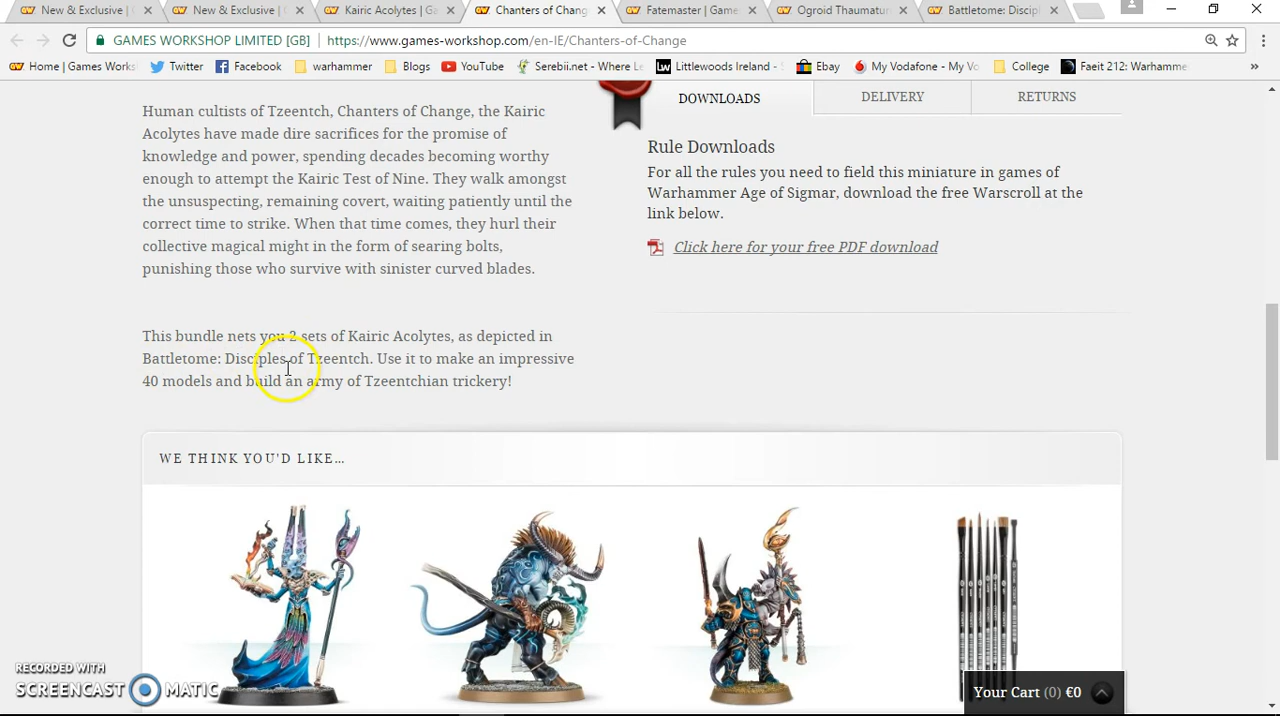 New & Exclusive | G
New & Exclusive | G
Kairic Acolytes | Ga
Chanters of Chang
Fatemaster | Games
Ogroid Thaumatur
Battletome: Discipl
GAMES WORKSHOP LIMITED [GB]
https://www.games-workshop.com/en-IE/Chanters-of-Change
Home | Games Work
Twitter
Facebook
warhammer
Blogs
YouTube
Serebii.net - Where Le
Littlewoods Ireland -
Ebay
My Vodafone - My Vo
College
Faeit 212: Warhamme
»
Human cultists of Tzeentch, Chanters of Change, the Kairic
Acolytes have made dire sacrifices for the promise of
knowledge and power, spending decades becoming worthy
enough to attempt the Kairic Test of Nine. They walk amongst
the unsuspecting, remaining covert, waiting patiently until the
correct time to strike. When that time comes, they hurl their
collective magical might in the form of searing bolts,
punishing those who survive with sinister curved blades.
This bundle nets you 2 sets of Kairic Acolytes, as depicted in
Battletome: Disciples of Tzeentch. Use it to make an impressive
40 models and build an army of Tzeentchian trickery!
DOWNLOADS
DELIVERY
RETURNS
Rule Downloads
For all the rules you need to field this miniature in games of
Warhammer Age of Sigmar, download the free Warscroll at the
link below.
Click here for your free PDF download
WE THINK YOU'D LIKE...
RECORDED WITH
SCREENCAST MATIC
Your Cart (0) €0